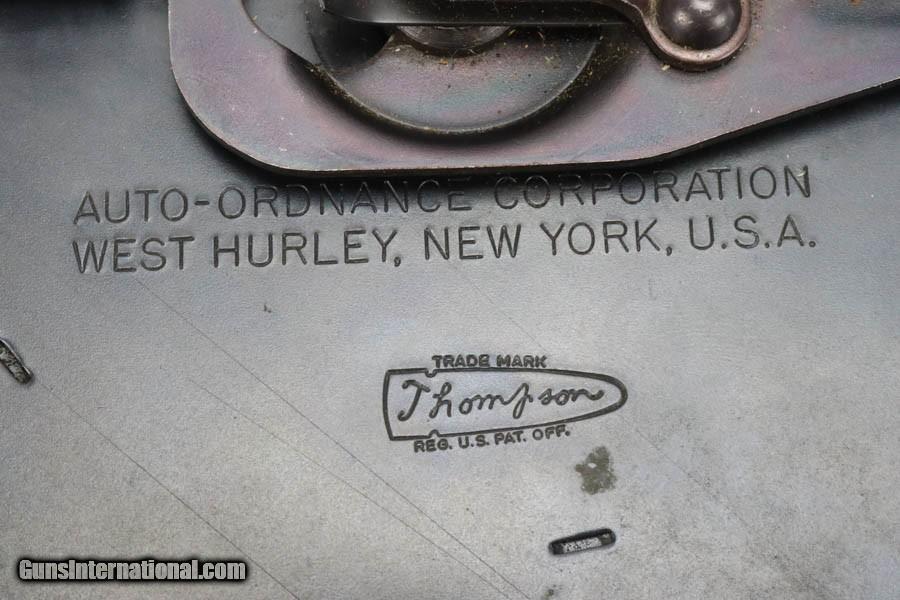 AUTO-ORDNANCE CORPORATION
WEST HURLEY, NEW YORK, U.S.A.
TRADE MARK
Thompson
REG. U.S. PAT. OFF.
GunsInternational.com